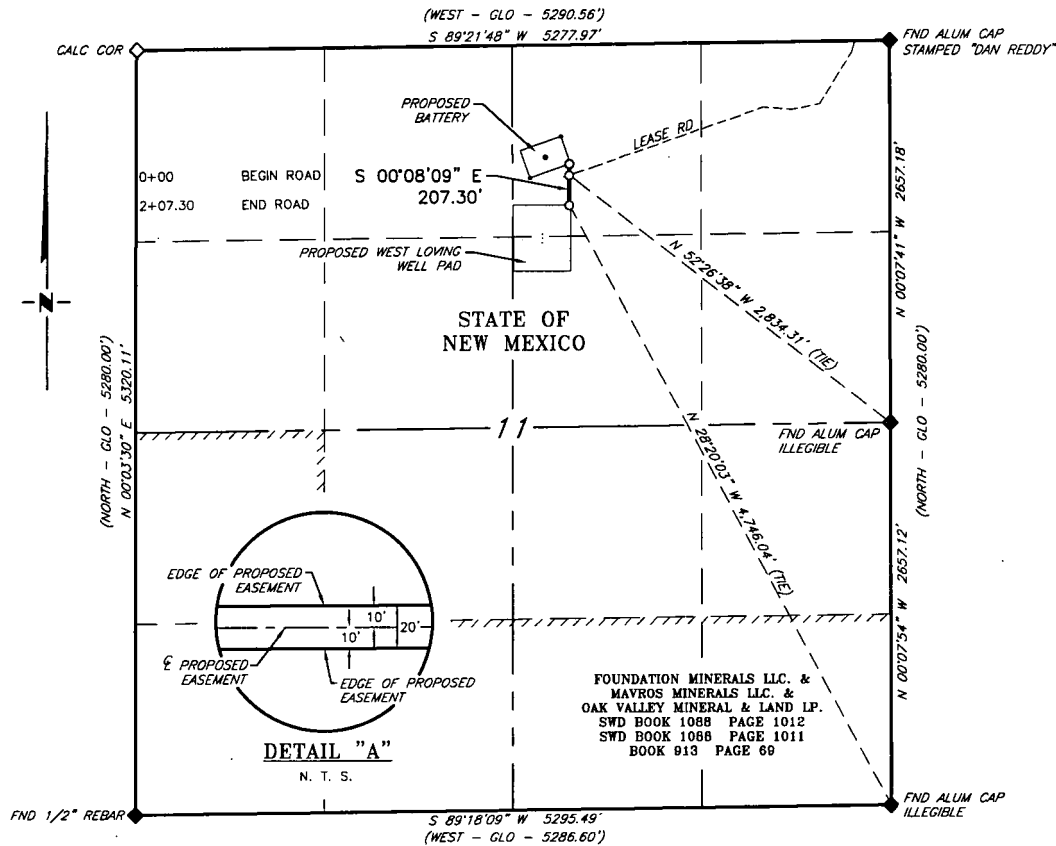 (WEST - GLO - 5290.56')
S 89°21'48" W 5277.97'
CALC COR
FND ALUM CAP
STAMPED "DAN REDDY"
PROPOSED
BATTERY
LEASE RD
0+00 BEGIN ROAD
2+07.30 END ROAD
S 00°08'09" E
207.30'
N 00°07'41" W 2657.18'
PROPOSED WEST LOVING
WELL PAD
N
N 52°26'38" W 2,834.31' (TIE)
STATE OF
NEW MEXICO
(NORTH - GLO - 5280.00')
N 00°03'30" E 5320.11'
(NORTH - GLO - 5280.00')
11
FND ALUM CAP
ILLEGIBLE
N 28°20'03" W 4,746.04' (TIE)
N 00°07'54" W 2657.12'
EDGE OF PROPOSED
EASEMENT
10'
10'
20'
℄ PROPOSED
EASEMENT
EDGE OF PROPOSED
EASEMENT
DETAIL "A"
N. T. S.
FOUNDATION MINERALS LLC. &
MAVROS MINERALS LLC. &
OAK VALLEY MINERAL & LAND LP.
SWD BOOK 1088 PAGE 1012
SWD BOOK 1086 PAGE 1011
BOOK 913 PAGE 69
FND 1/2" REBAR
S 89°18'09" W 5295.49'
(WEST - GLO - 5286.60')
FND ALUM CAP
ILLEGIBLE